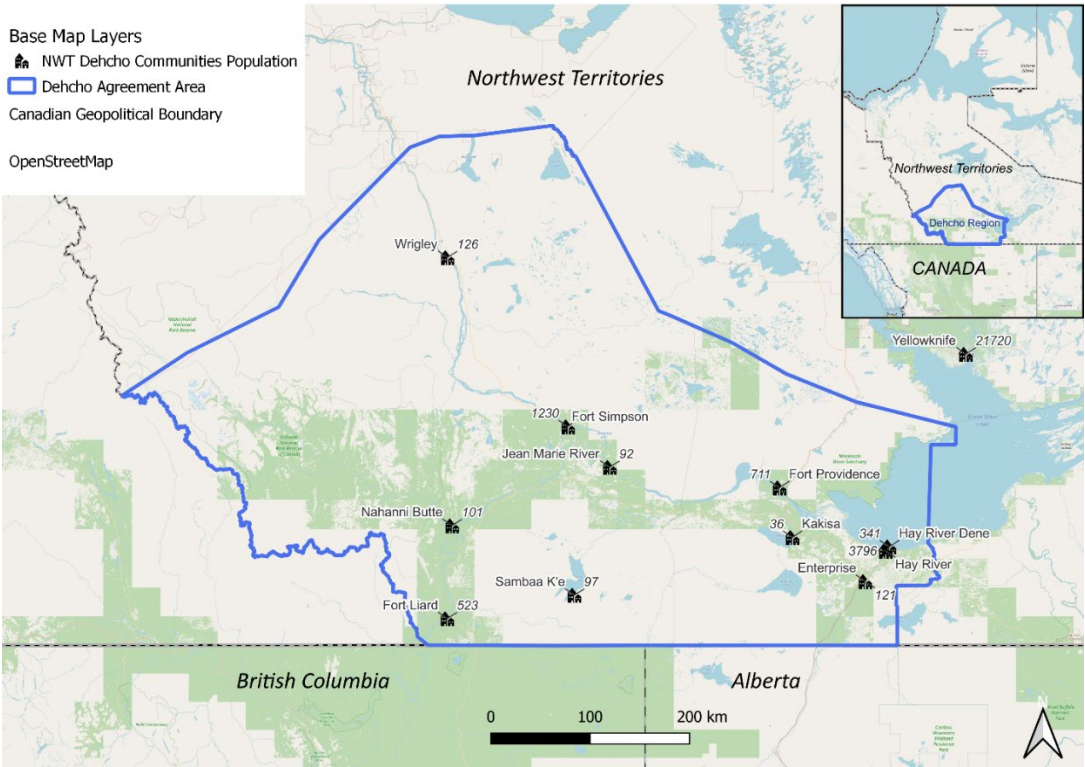 Base Map Layers
NWT Dehcho Communities Population
Dehcho Agreement Area
Canadian Geopolitical Boundary
OpenStreetMap
Northwest Territories
Northwest Territories
Dehcho Region
CANADA
Wrigley 126
Yellowknife 21720
1230 Fort Simpson
Jean Marie River 92
711 Fort Providence
Nahanni Butte 101
36 Kakisa
341 Hay River Dene
3796 Hay River
Enterprise 121
Sambaa K'e 97
Fort Liard 523
British Columbia
Alberta
0 100 200 km